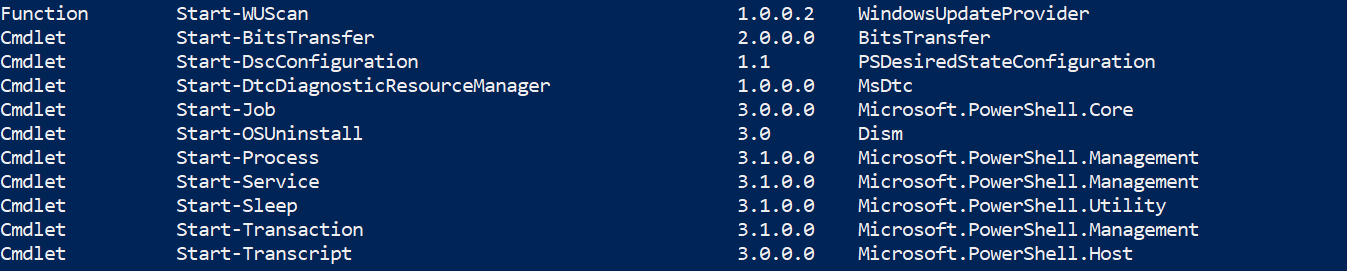 Function Start-WUScan 1.0.0.2 WindowsUpdateProvider
Cmdlet Start-BitsTransfer 2.0.0.0 BitsTransfer
Cmdlet Start-DscConfiguration 1.1 PSDesiredStateConfiguration
Cmdlet Start-DtcDiagnosticResourceManager 1.0.0.0 MsDtc
Cmdlet Start-Job 3.0.0.0 Microsoft.PowerShell.Core
Cmdlet Start-OSUninstall 3.0 Dism
Cmdlet Start-Process 3.1.0.0 Microsoft.PowerShell.Management
Cmdlet Start-Service 3.1.0.0 Microsoft.PowerShell.Management
Cmdlet Start-Sleep 3.1.0.0 Microsoft.PowerShell.Utility
Cmdlet Start-Transaction 3.1.0.0 Microsoft.PowerShell.Management
Cmdlet Start-Transcript 3.0.0.0 Microsoft.PowerShell.Host